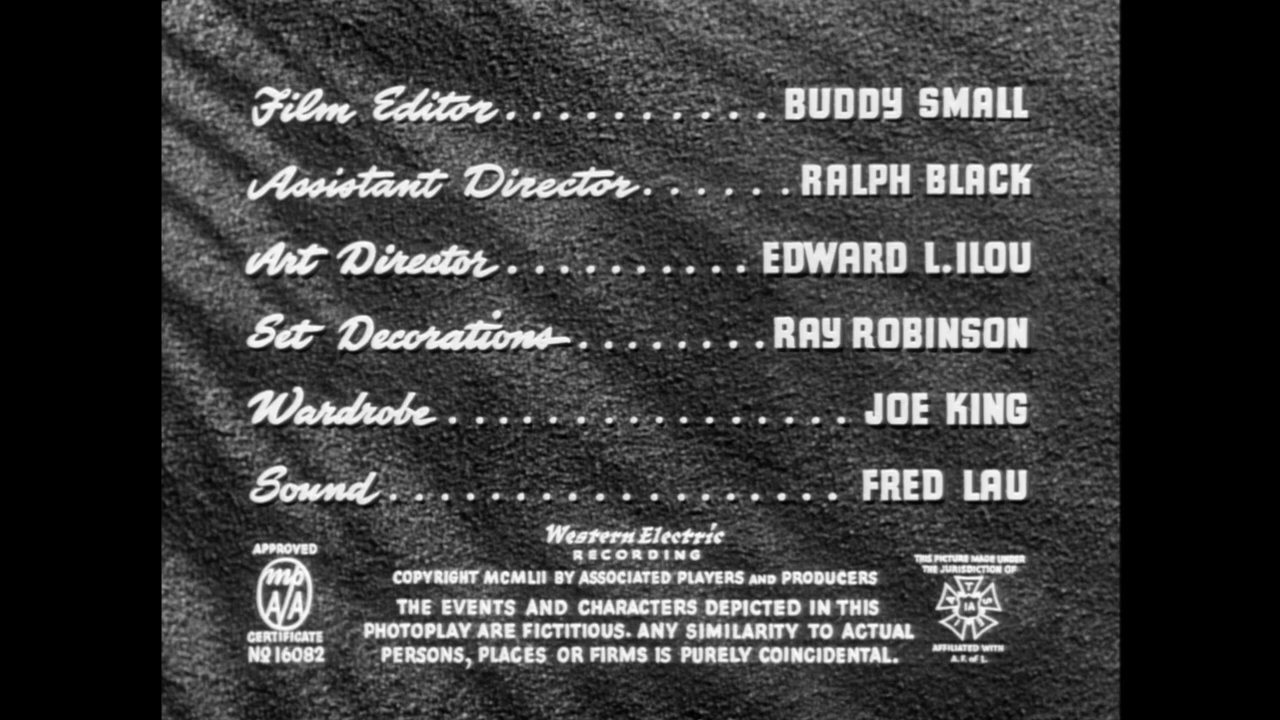 Film Editor.......... BUDDY SMALL
Assistant Director...... RALPH BLACK
Art Director.......... EDWARD L. ILOU
Set Decorations........ RAY ROBINSON
Wardrobe................ JOE KING
Sound.................. FRED LAU
Western Electric
RECORDING
APPROVED
MPAA
CERTIFICATE
No 16082
COPYRIGHT MCMLII BY ASSOCIATED PLAYERS AND PRODUCERS
THE EVENTS AND CHARACTERS DEPICTED IN THIS
PHOTOPLAY ARE FICTITIOUS. ANY SIMILARITY TO ACTUAL
PERSONS, PLACES OR FIRMS IS PURELY COINCIDENTAL.
THIS PICTURE MADE UNDER
THE JURISDICTION OF
IATSE
AFFILIATED WITH
A.F. of L.